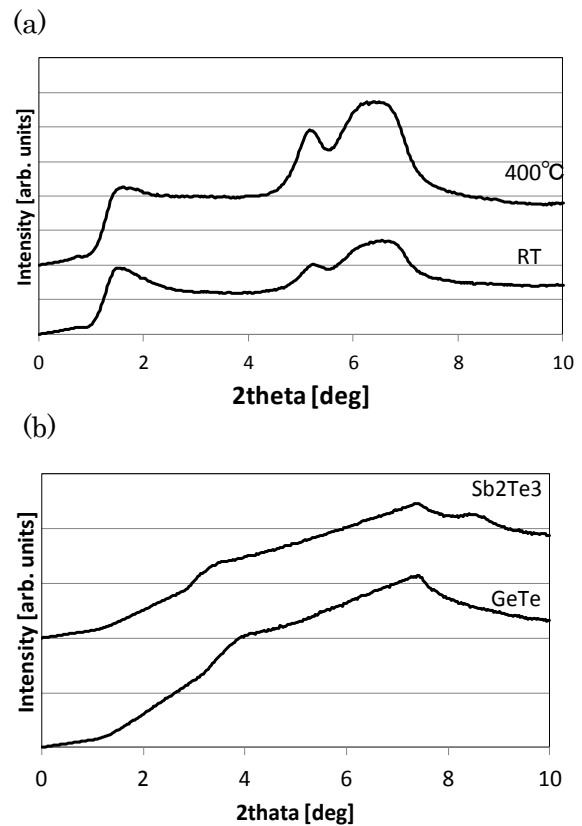 (a)
Intensity [arb. units]
400°C
RT
0 2 4 6 8 10
2theta [deg]
(b)
Intensity [arb. units]
Sb2Te3
GeTe
0 2 4 6 8 10
2thata [deg]